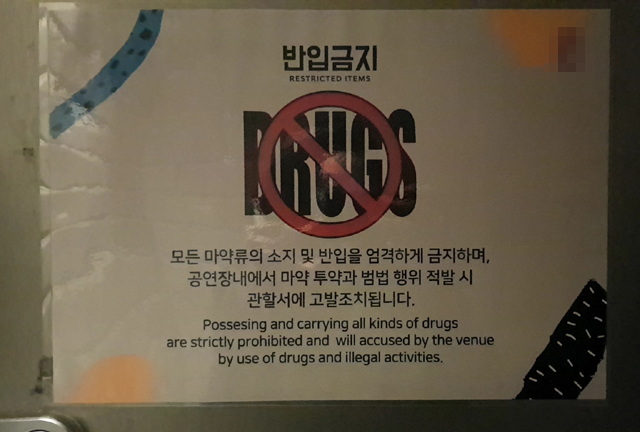 반입금지
RESTRICTED ITEMS
DRUGS
모든 마약류의 소지 및 반입을 엄격하게 금지하며,
공연장내에서 마약 투약과 범법 행위 적발 시
관할서에 고발조치됩니다.
Possesing and carrying all kinds of drugs
are strictly prohibited and will accused by the venue
by use of drugs and illegal activities.